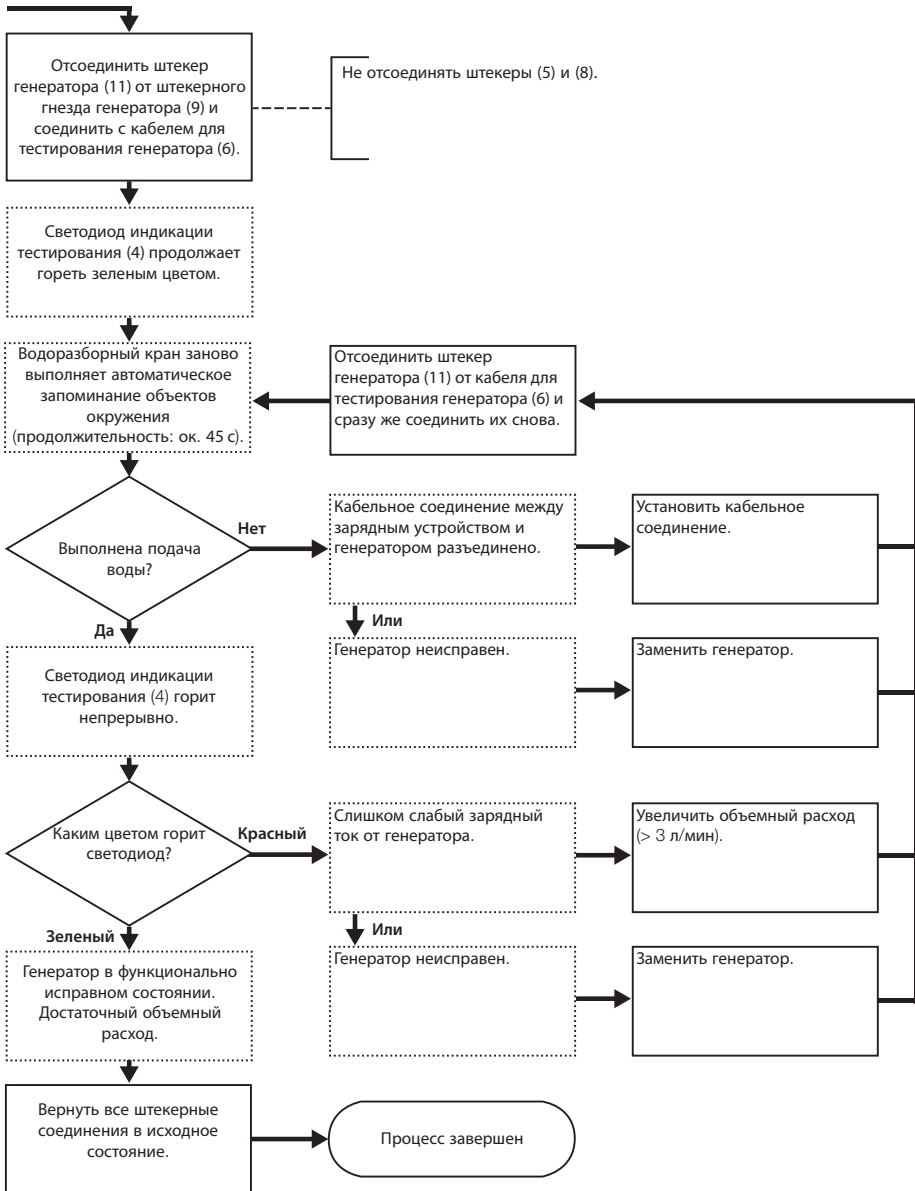 Отсоединить штекер
генератора (11) от штекерного
гнезда генератора (9) и
соединить с кабелем для
тестирования генератора (6).
Не отсоединять штекеры (5) и (8).
Светодиод индикации
тестирования (4) продолжает
гореть зеленым цветом.
Водоразборный кран заново
выполняет автоматическое
запоминание объектов
окружения
(продолжительность: ок. 45 с).
Отсоединить штекер
генератора (11) от кабеля для
тестирования генератора (6) и
сразу же соединить их снова.
Выполнена подача
воды?
Нет
Кабельное соединение между
зарядным устройством и
генератором разъединено.
Установить кабельное
соединение.
Да
Или
Генератор неисправен.
Заменить генератор.
Светодиод индикации
тестирования (4) горит
непрерывно.
Каким цветом горит
светодиод?
Красный
Слишком слабый зарядный
ток от генератора.
Увеличить объемный расход
(> 3 л/мин).
Зеленый
Или
Генератор неисправен.
Заменить генератор.
Генератор в функционально
исправном состоянии.
Достаточный объемный
расход.
Вернуть все штекерные
соединения в исходное
состояние.
Процесс завершен